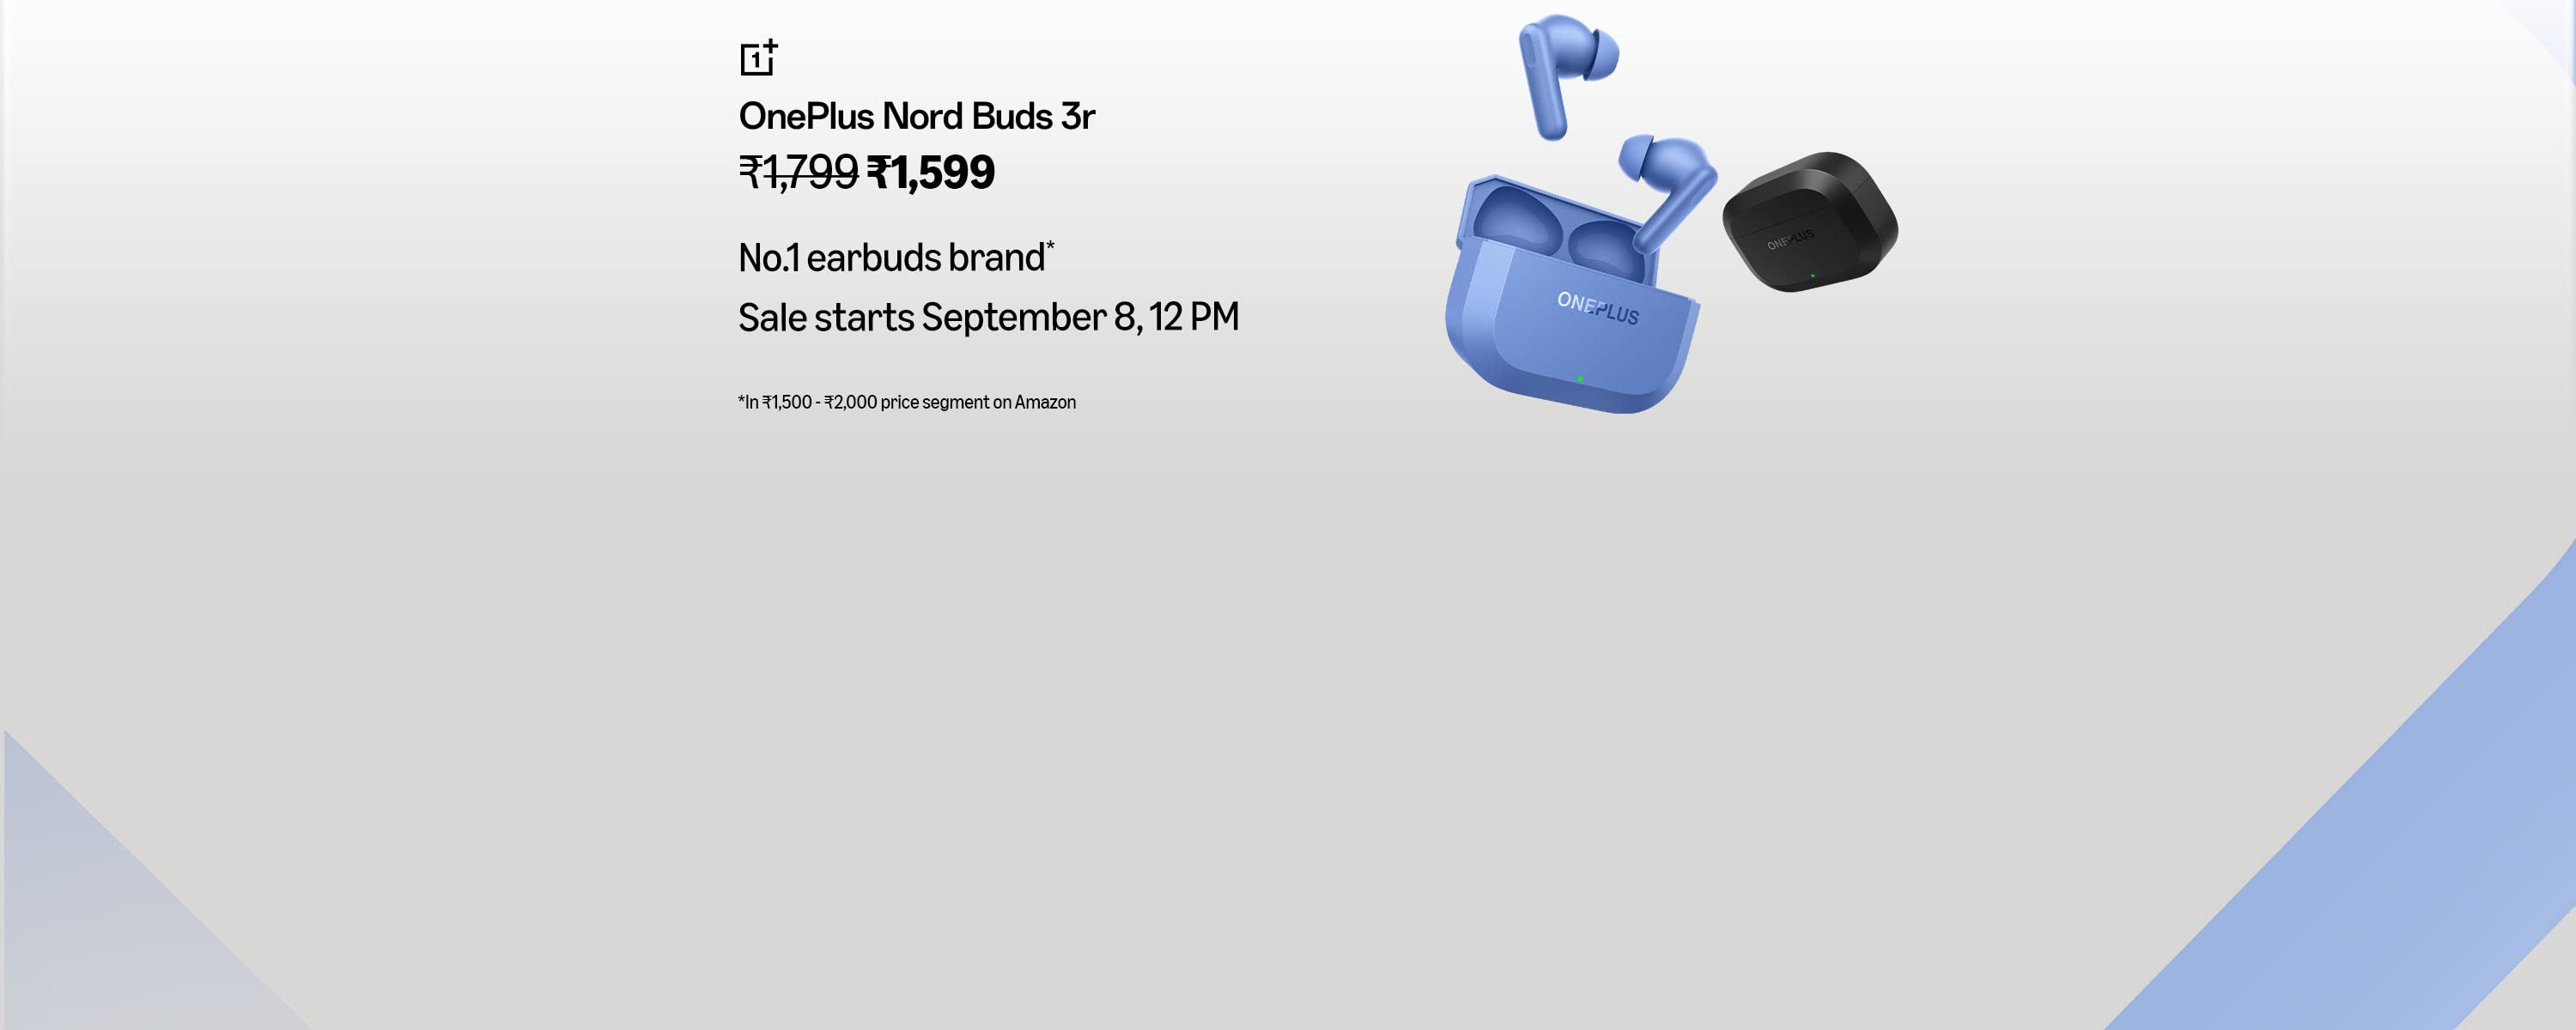 OnePlus Nord Buds 3r
₹1,799 ₹1,599
No.1 earbuds brand*
Sale starts September 8, 12 PM
*In ₹1,500 - ₹2,000 price segment on Amazon
ONEPLUS
ONEPLUS